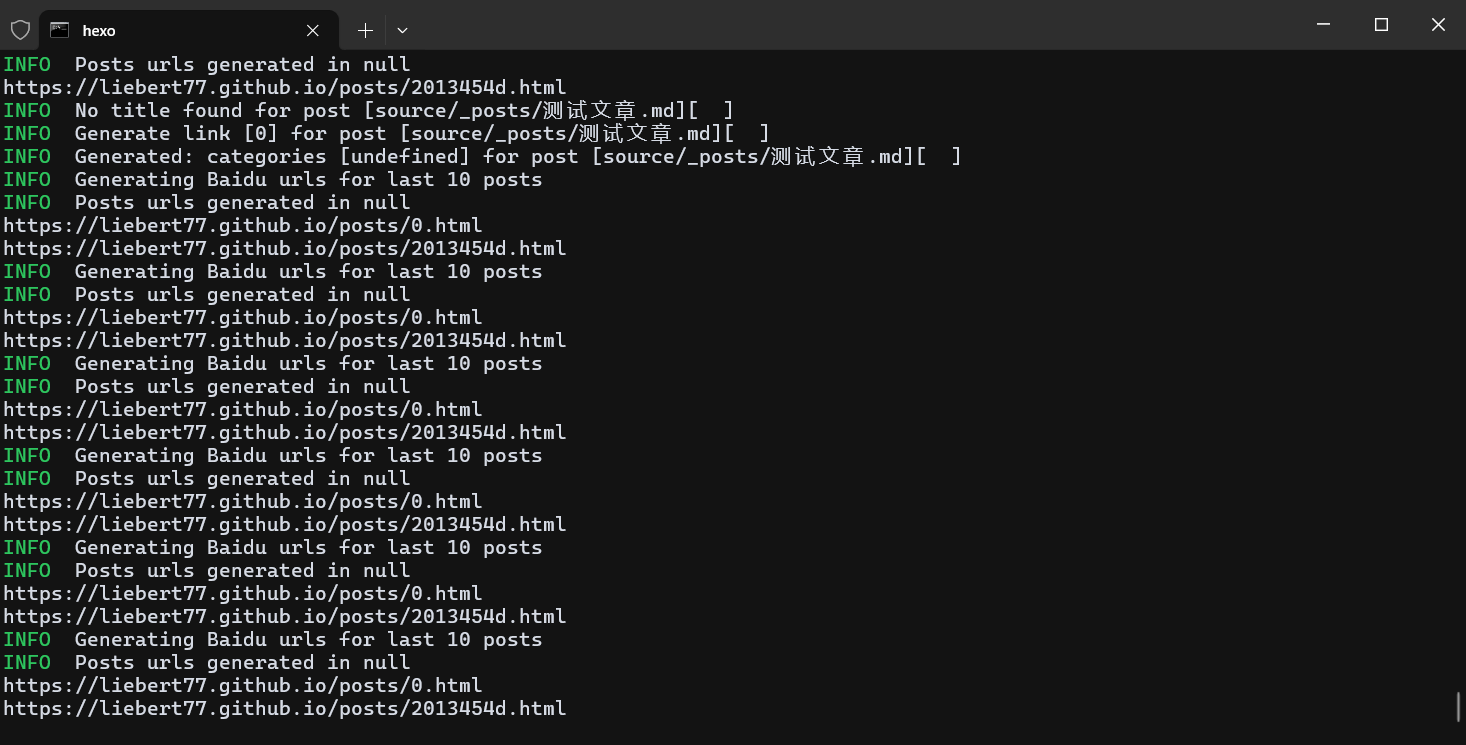 hexo
INFO  Posts urls generated in null
https://liebert77.github.io/posts/2013454d.html
INFO  No title found for post [source/_posts/测试文章.md][  ]
INFO  Generate link [0] for post [source/_posts/测试文章.md][  ]
INFO  Generated: categories [undefined] for post [source/_posts/测试文章.md][  ]
INFO  Generating Baidu urls for last 10 posts
INFO  Posts urls generated in null
https://liebert77.github.io/posts/0.html
https://liebert77.github.io/posts/2013454d.html
INFO  Generating Baidu urls for last 10 posts
INFO  Posts urls generated in null
https://liebert77.github.io/posts/0.html
https://liebert77.github.io/posts/2013454d.html
INFO  Generating Baidu urls for last 10 posts
INFO  Posts urls generated in null
https://liebert77.github.io/posts/0.html
https://liebert77.github.io/posts/2013454d.html
INFO  Generating Baidu urls for last 10 posts
INFO  Posts urls generated in null
https://liebert77.github.io/posts/0.html
https://liebert77.github.io/posts/2013454d.html
INFO  Generating Baidu urls for last 10 posts
INFO  Posts urls generated in null
https://liebert77.github.io/posts/0.html
https://liebert77.github.io/posts/2013454d.html
INFO  Generating Baidu urls for last 10 posts
INFO  Posts urls generated in null
https://liebert77.github.io/posts/0.html
https://liebert77.github.io/posts/2013454d.html